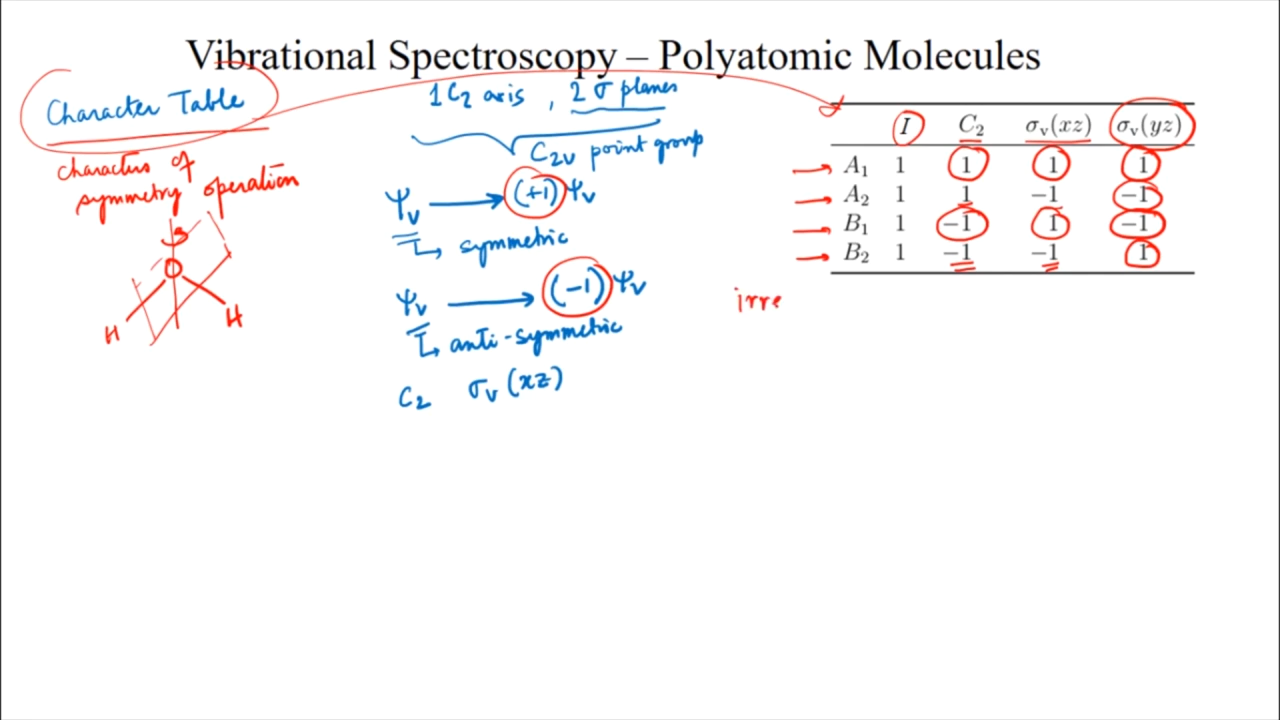 Vibrational Spectroscopy – Polyatomic Molecules
Character Table
characters of
symmetry operation
O
H
H
1 C₂ axis , 2 σ planes
C₂ᵥ point group
Ψᵥ → (+1) Ψᵥ
↳ symmetric
Ψᵥ → (-1) Ψᵥ
↳ anti-symmetric
C₂ σᵥ (xz)
I C₂ σᵥ(xz) σᵥ(yz)
A₁ 1 1 1 1
A₂ 1 1 −1 −1
B₁ 1 −1 1 −1
B₂ 1 −1 −1 1
irre